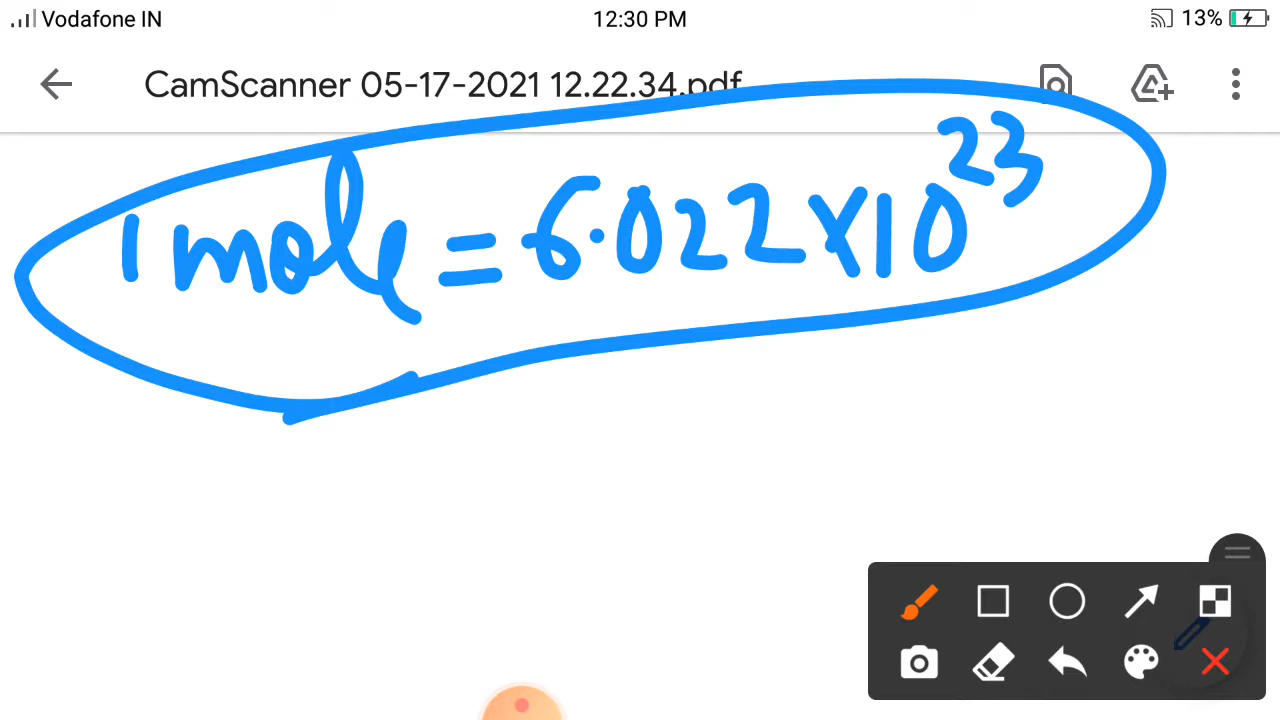 Vodafone IN 12:30 PM 13%
CamScanner 05-17-2021 12.22.34.pdf
1 mole = 6.022 X 10²³